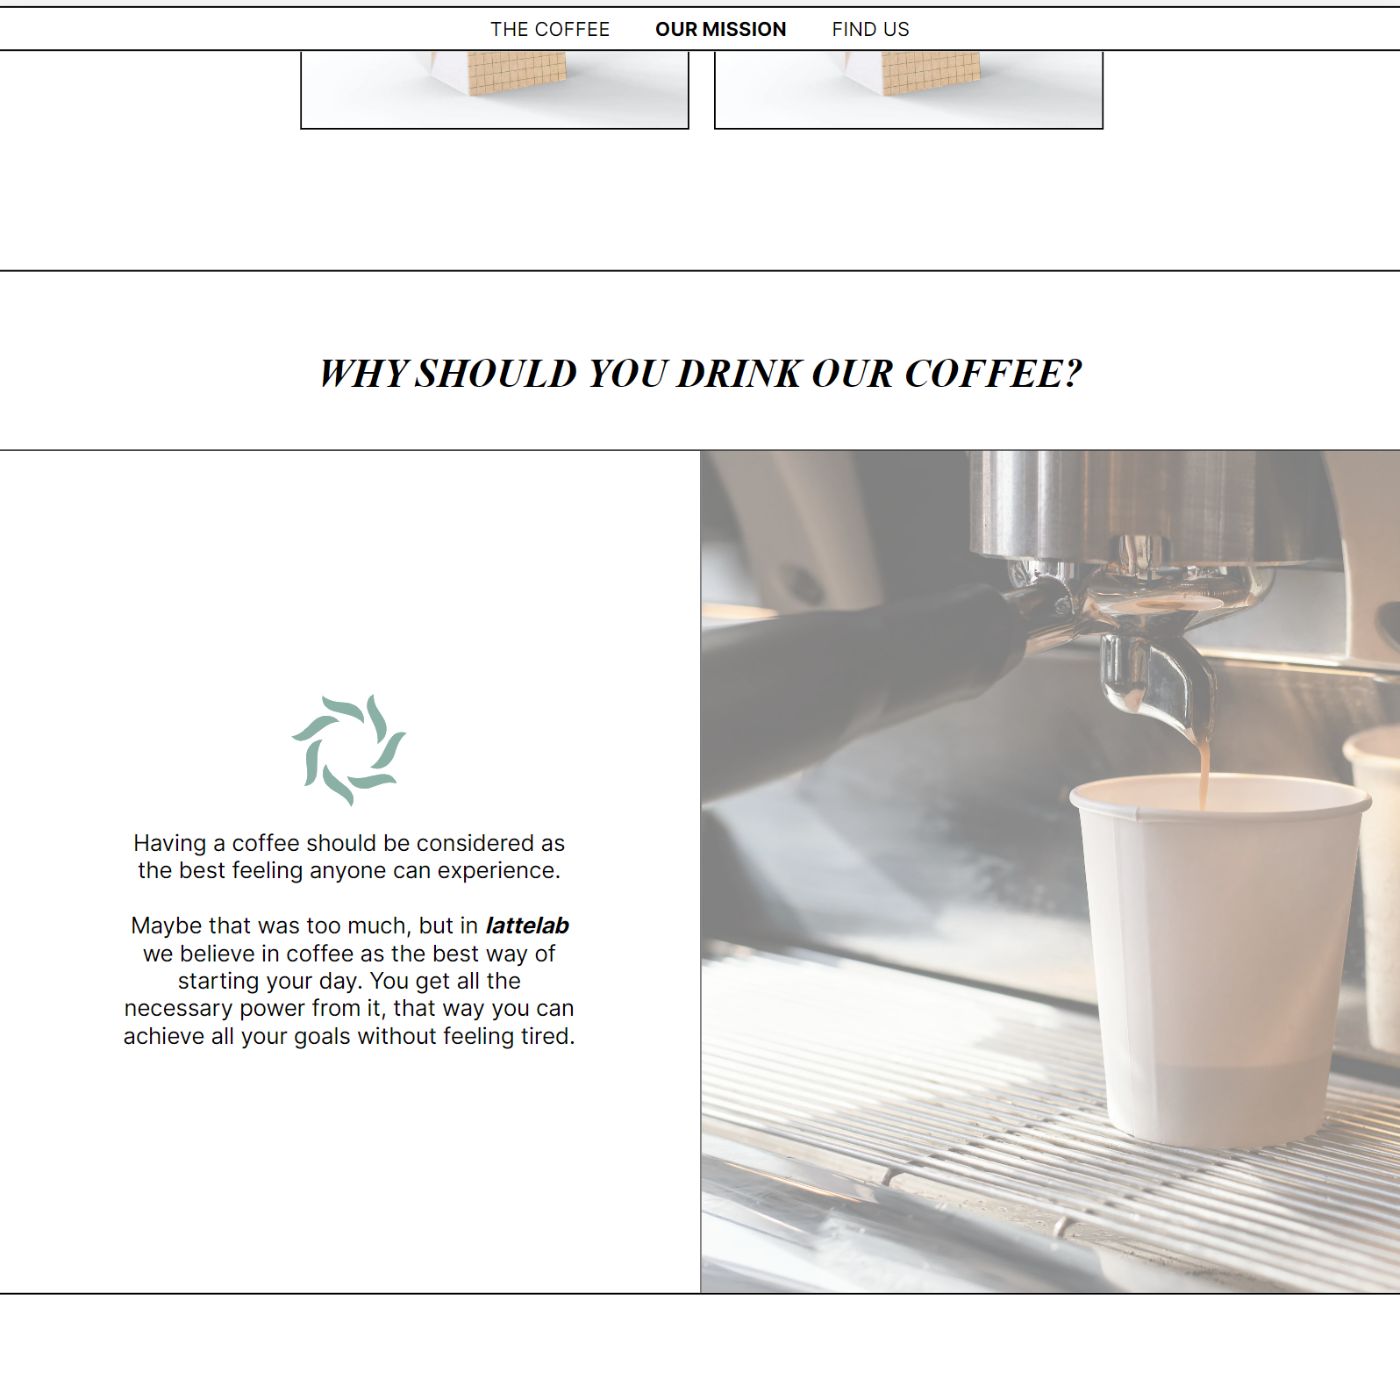 THE COFFEE OUR MISSION FIND US
WHY SHOULD YOU DRINK OUR COFFEE?
Having a coffee should be considered as
the best feeling anyone can experience.
Maybe that was too much, but in lattelab
we believe in coffee as the best way of
starting your day. You get all the
necessary power from it, that way you can
achieve all your goals without feeling tired.